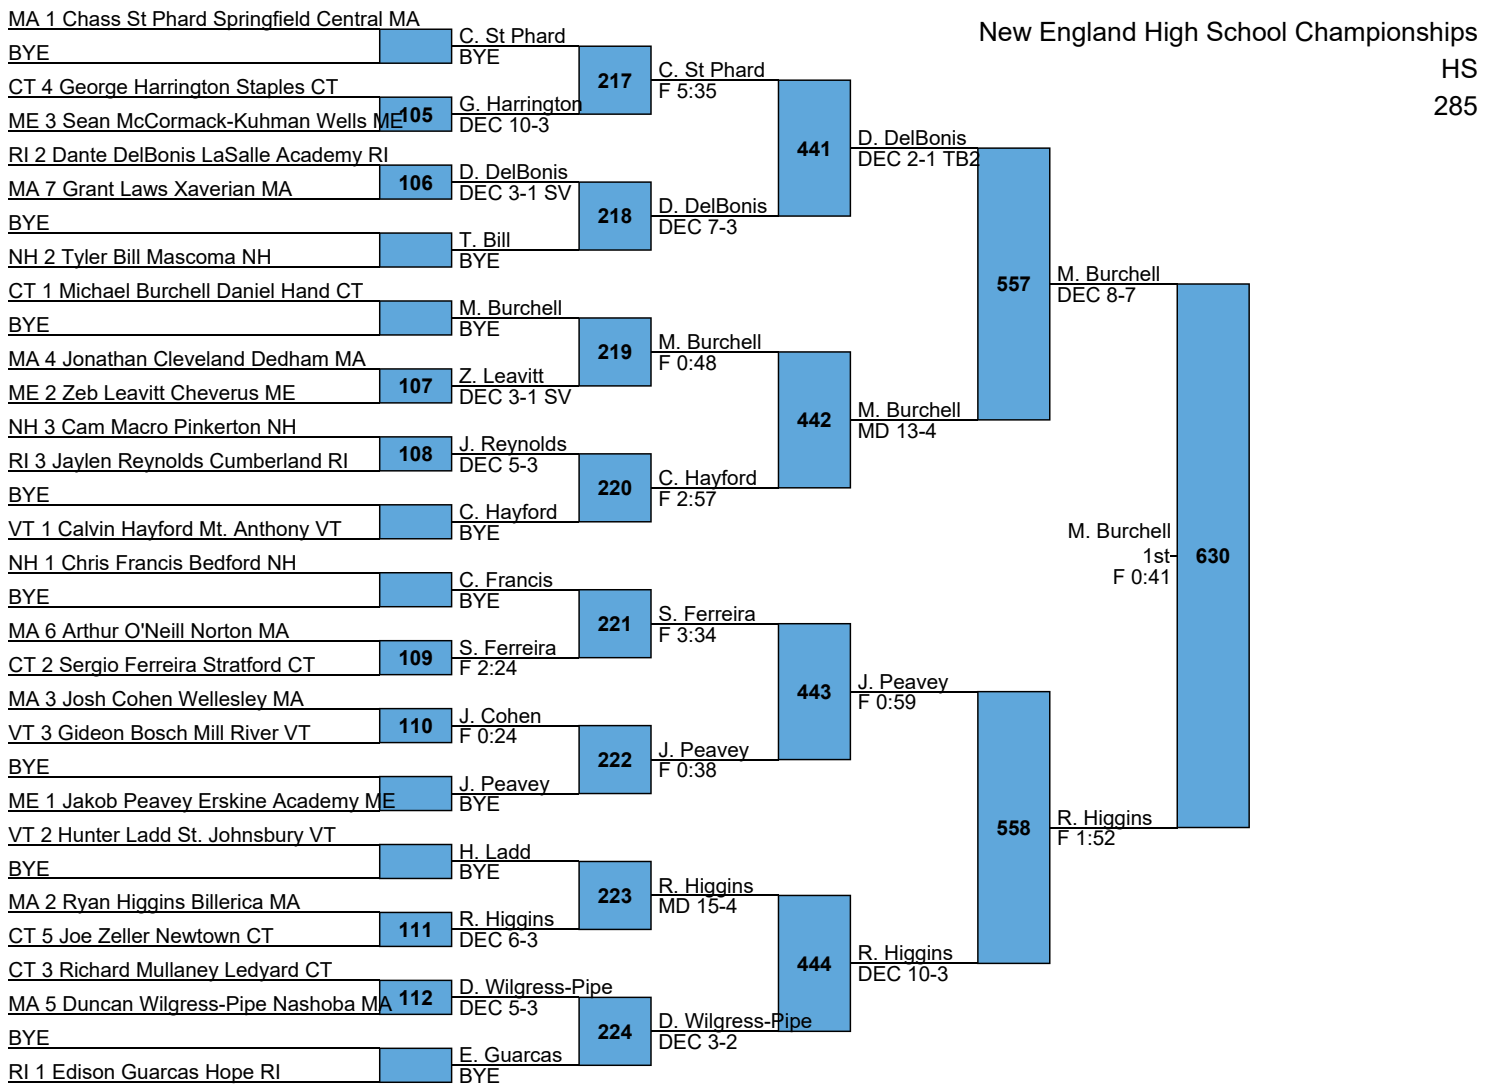 New England High School Championships
HS
285
MA 1 Chass St Phard Springfield Central MA
BYE
CT 4 George Harrington Staples CT
ME 3 Sean McCormack-Kuhman Wells ME
RI 2 Dante DelBonis LaSalle Academy RI
MA 7 Grant Laws Xaverian MA
BYE
NH 2 Tyler Bill Mascoma NH
CT 1 Michael Burchell Daniel Hand CT
BYE
MA 4 Jonathan Cleveland Dedham MA
ME 2 Zeb Leavitt Cheverus ME
NH 3 Cam Macro Pinkerton NH
RI 3 Jaylen Reynolds Cumberland RI
BYE
VT 1 Calvin Hayford Mt. Anthony VT
NH 1 Chris Francis Bedford NH
BYE
MA 6 Arthur O'Neill Norton MA
CT 2 Sergio Ferreira Stratford CT
MA 3 Josh Cohen Wellesley MA
VT 3 Gideon Bosch Mill River VT
BYE
ME 1 Jakob Peavey Erskine Academy ME
VT 2 Hunter Ladd St. Johnsbury VT
BYE
MA 2 Ryan Higgins Billerica MA
CT 5 Joe Zeller Newtown CT
CT 3 Richard Mullaney Ledyard CT
MA 5 Duncan Wilgress-Pipe Nashoba MA
BYE
RI 1 Edison Guarcas Hope RI
105
106
107
108
109
110
111
112
C. St Phard
BYE
G. Harrington
DEC 10-3
D. DelBonis
DEC 3-1 SV
T. Bill
BYE
M. Burchell
BYE
Z. Leavitt
DEC 3-1 SV
J. Reynolds
DEC 5-3
C. Hayford
BYE
C. Francis
BYE
S. Ferreira
F 2:24
J. Cohen
F 0:24
J. Peavey
BYE
H. Ladd
BYE
R. Higgins
DEC 6-3
D. Wilgress-Pipe
DEC 5-3
E. Guarcas
BYE
217
218
219
220
221
222
223
224
C. St Phard
F 5:35
D. DelBonis
DEC 7-3
M. Burchell
F 0:48
C. Hayford
F 2:57
S. Ferreira
F 3:34
J. Peavey
F 0:38
R. Higgins
MD 15-4
D. Wilgress-Pipe
DEC 3-2
441
442
443
444
D. DelBonis
DEC 2-1 TB2
M. Burchell
MD 13-4
J. Peavey
F 0:59
R. Higgins
DEC 10-3
557
558
M. Burchell
DEC 8-7
R. Higgins
F 1:52
M. Burchell
1st
F 0:41
630